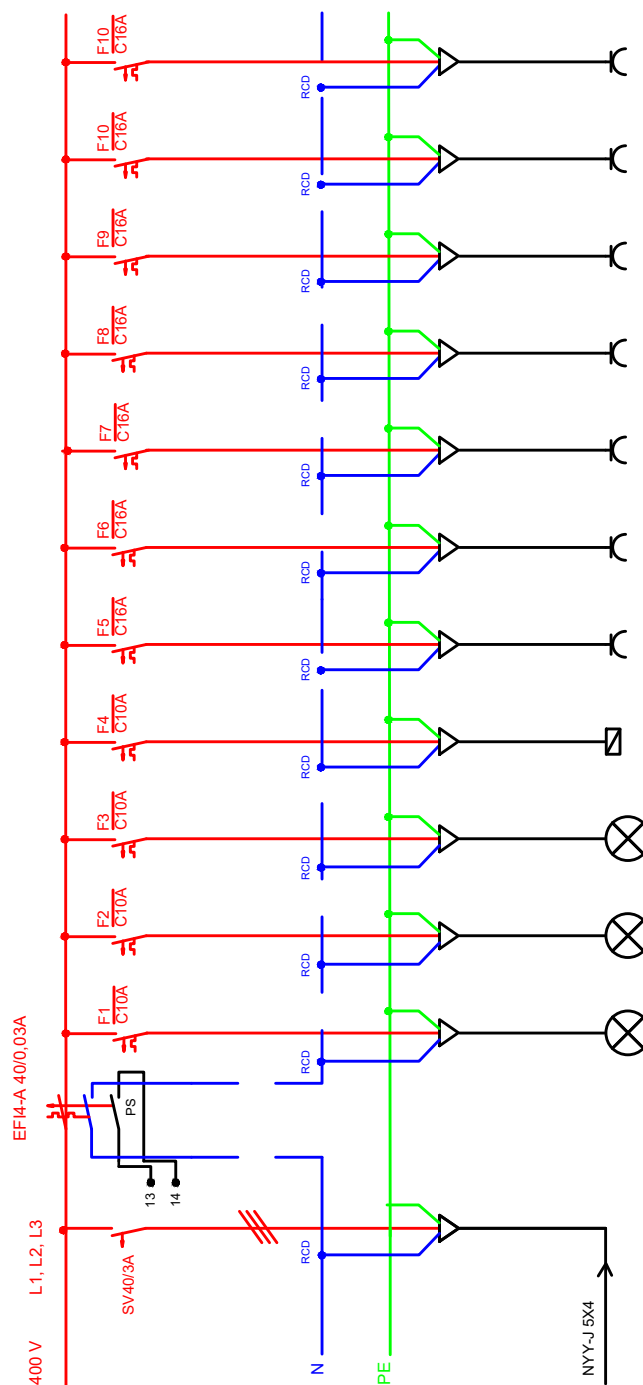 400 V
L1, L2, L3
EFI4-A 40/0,03A
F1
C10A
F2
C10A
F3
C10A
F4
C10A
F5
C16A
F6
C16A
F7
C16A
F8
C16A
F9
C16A
F10
C16A
F10
C16A
SV40/3A
13
14
PS
RCD
RCD
RCD
RCD
RCD
RCD
RCD
RCD
RCD
RCD
RCD
RCD
N
PE
NYY-J 5X4